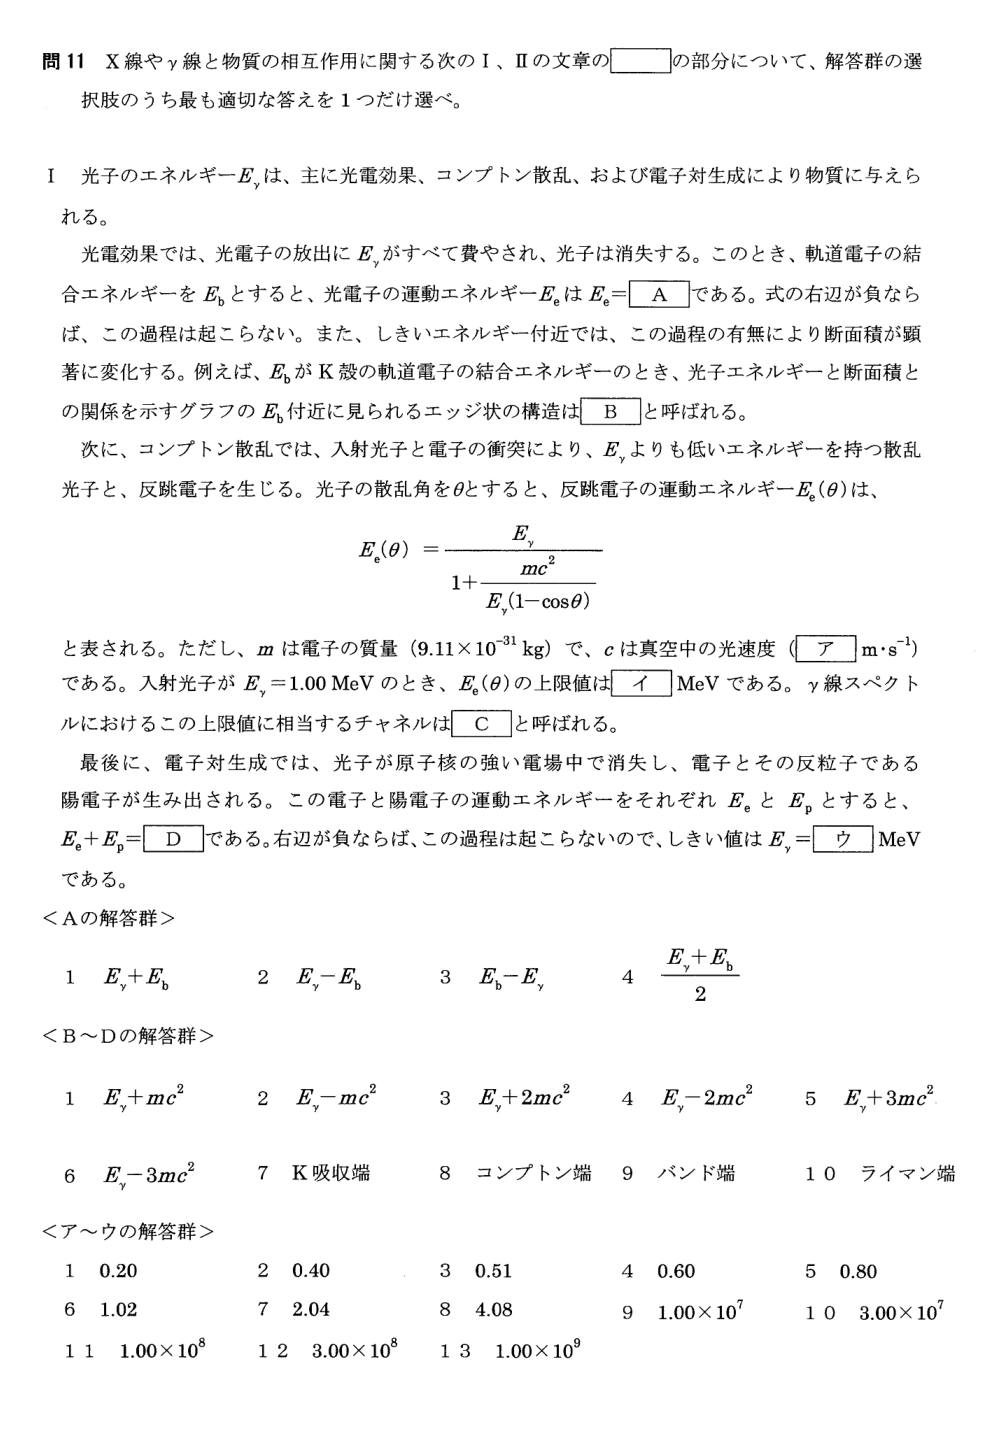 問11 X線やγ線と物質の相互作用に関する次のⅠ、Ⅱの文章の の部分について、解答群の選
択肢のうち最も適切な答えを1つだけ選べ。
Ⅰ 光子のエネルギーEγは、主に光電効果、コンプトン散乱、および電子対生成により物質に与えら
れる。
光電効果では、光電子の放出に Eγがすべて費やされ、光子は消失する。このとき、軌道電子の結
合エネルギーを Ebとすると、光電子の運動エネルギーEeは Ee= A である。式の右辺が負なら
ば、この過程は起こらない。また、しきいエネルギー付近では、この過程の有無により断面積が顕
著に変化する。例えば、EbがK殻の軌道電子の結合エネルギーのとき、光子エネルギーと断面積と
の関係を示すグラフの Eb付近に見られるエッジ状の構造は B と呼ばれる。
次に、コンプトン散乱では、入射光子と電子の衝突により、Eγよりも低いエネルギーを持つ散乱
光子と、反跳電子を生じる。光子の散乱角をθとすると、反跳電子の運動エネルギーEe(θ)は、
Ee(θ) = Eγ / (1+ mc² / (Eγ(1−cosθ)))
と表される。ただし、m は電子の質量（9.11×10⁻³¹ kg）で、c は真空中の光速度（ ア m·s⁻¹）
である。入射光子が Eγ=1.00 MeV のとき、Ee(θ)の上限値は イ MeV である。γ線スペクト
ルにおけるこの上限値に相当するチャネルは C と呼ばれる。
最後に、電子対生成では、光子が原子核の強い電場中で消失し、電子とその反粒子である
陽電子が生み出される。この電子と陽電子の運動エネルギーをそれぞれ Ee と Ep とすると、
Ee+Ep= D である。右辺が負ならば、この過程は起こらないので、しきい値は Eγ= ウ MeV
である。
＜Aの解答群＞
1 Eγ+Eb 2 Eγ−Eb 3 Eb−Eγ 4 (Eγ+Eb)/2
＜B～Dの解答群＞
1 Eγ+mc² 2 Eγ−mc² 3 Eγ+2mc² 4 Eγ−2mc² 5 Eγ+3mc²
6 Eγ−3mc² 7 K吸収端 8 コンプトン端 9 バンド端 10 ライマン端
＜ア～ウの解答群＞
1 0.20 2 0.40 3 0.51 4 0.60 5 0.80
6 1.02 7 2.04 8 4.08 9 1.00×10⁷ 10 3.00×10⁷
11 1.00×10⁸ 12 3.00×10⁸ 13 1.00×10⁹